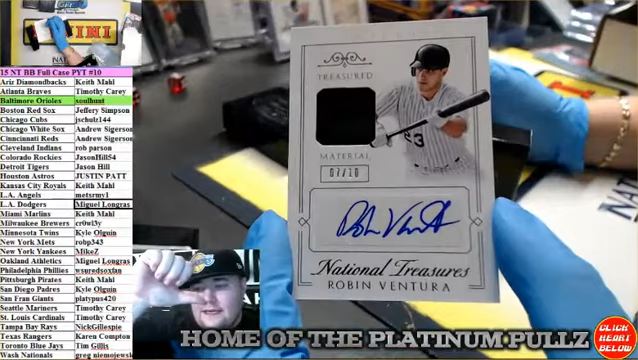 15 NT BB Full Case PYT #10
Ariz Diamondbacks Keith Mahl
Atlanta Braves Timothy Carey
Baltimore Orioles soulhunt
Boston Red Sox Jeffery Simpson
Chicago Cubs jschulz144
Chicago White Sox Andrew Sigerson
Cincinnati Reds Andrew Sigerson
Cleveland Indians rob parson
Colorado Rockies JasonHill54
Detroit Tigers Jason Hill
Houston Astros JUSTIN PATT
Kansas City Royals Keith Mahl
L.A. Angels metsrmy1
L.A. Dodgers Miguel Longras
Miami Marlins Keith Mahl
Milwaukee Brewers cr0wl3y
Minnesota Twins Kyle Olguin
New York Mets robp343
New York Yankees MikeZ
Oakland Athletics Miguel Longras
Philadelphia Phillies wsuredsoxfan
Pittsburgh Pirates Keith Mahl
San Diego Padres Kyle Olguin
San Fran Giants platypus420
Seattle Mariners Timothy Carey
St. Louis Cardinals Timothy Carey
Tampa Bay Rays NickGillespie
Texas Rangers Karen Compton
Toronto Blue Jays Tim Gillis
Wash Nationals greg niemojewsk
TREASURED
23
MATERIAL
07/10
Robin Ventura
National Treasures
ROBIN VENTURA
HOME OF THE PLATINUM PULLZ
CLICK
HEART
BELOW